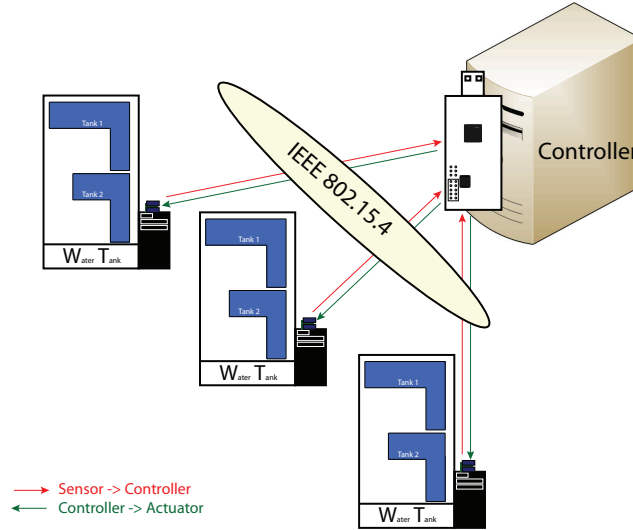 Tank 1
Tank 2
Water Tank
Tank 1
Tank 2
Water Tank
Tank 1
Tank 2
Water Tank
IEEE 802.15.4
Controller
Sensor -> Controller
Controller -> Actuator